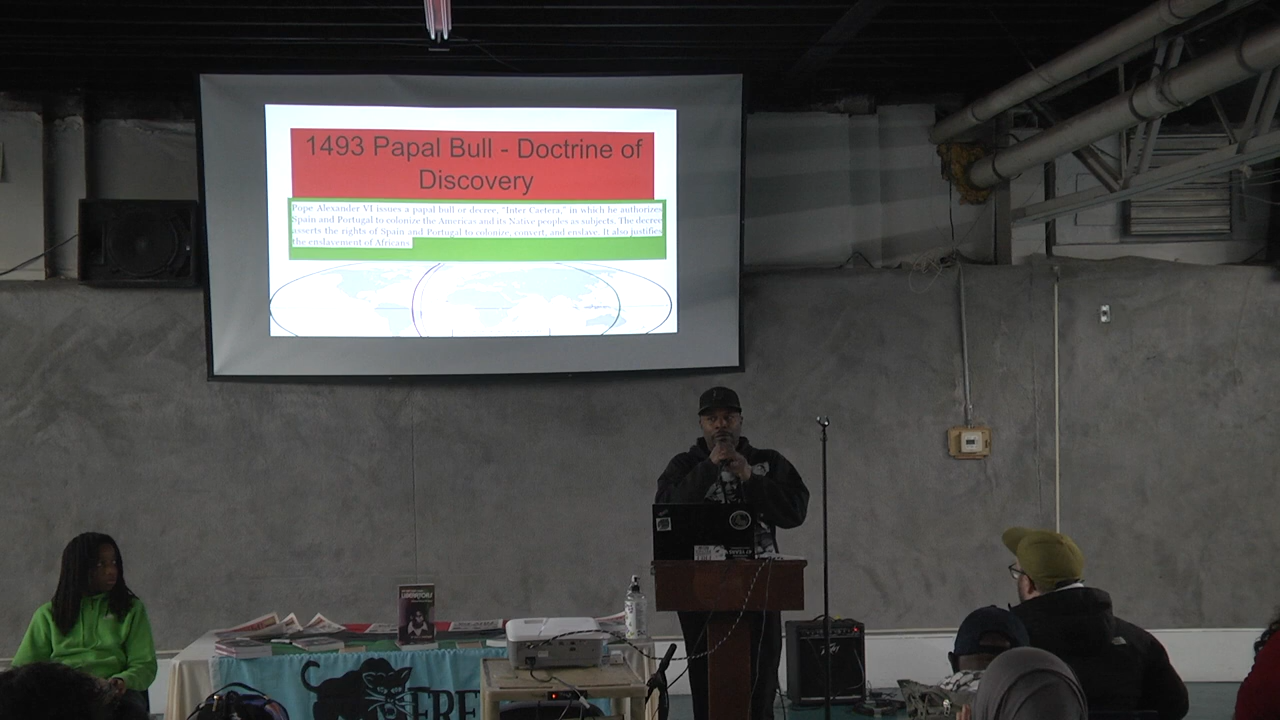 1493 Papal Bull - Doctrine of
Discovery
Pope Alexander VI issues a papal bull or decree, "Inter Caetera," in which he authorizes
Spain and Portugal to colonize the Americas and its Native peoples as subjects. The decree
asserts the rights of Spain and Portugal to colonize, convert, and enslave. It also justifies
the enslavement of Africans.
FRE